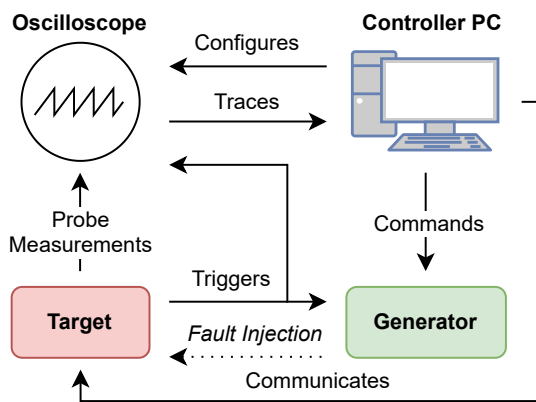 Oscilloscope
Controller PC
Configures
Traces
Probe
Measurements
Commands
Triggers
Target
Generator
Fault Injection
Communicates